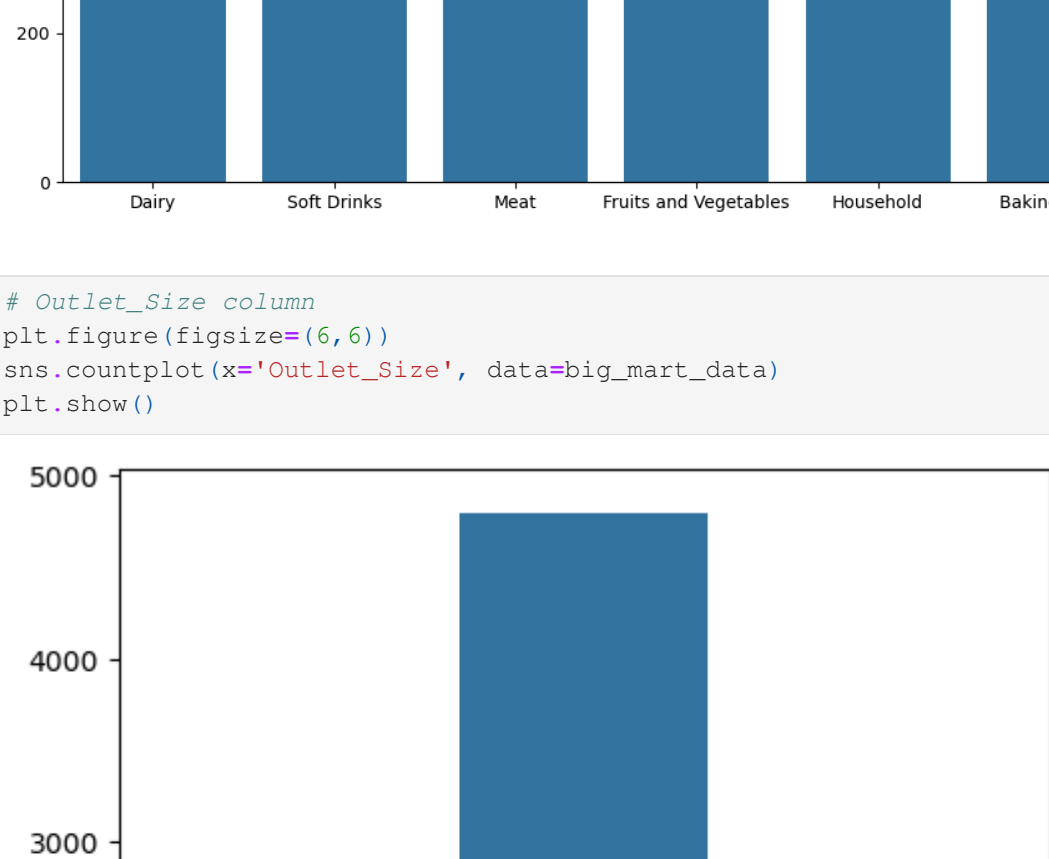 200
0
Dairy Soft Drinks Meat Fruits and Vegetables Household Bakin
# Outlet_Size column
plt.figure(figsize=(6,6))
sns.countplot(x='Outlet_Size', data=big_mart_data)
plt.show()
5000
4000
3000